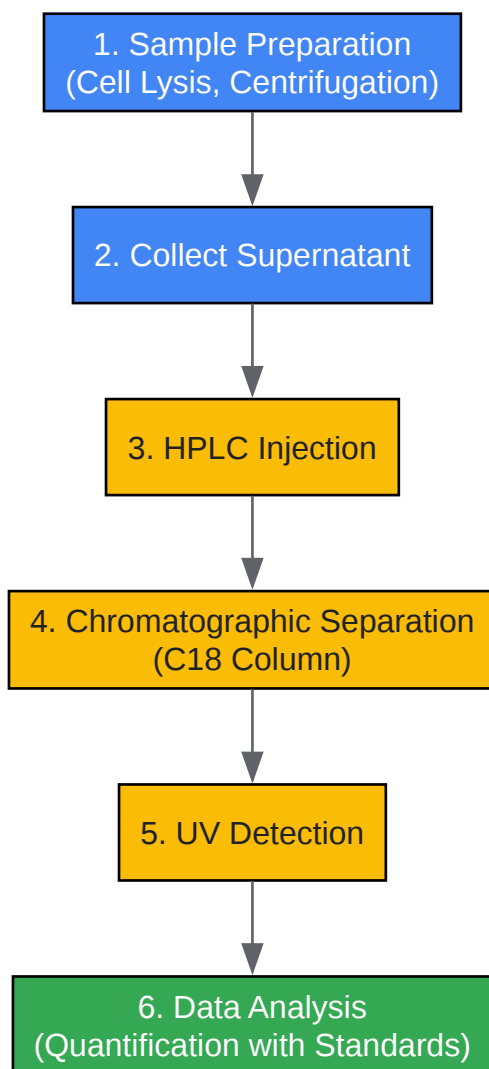 1. Sample Preparation
(Cell Lysis, Centrifugation)
2. Collect Supernatant
3. HPLC Injection
4. Chromatographic Separation
(C18 Column)
5. UV Detection
6. Data Analysis
(Quantification with Standards)